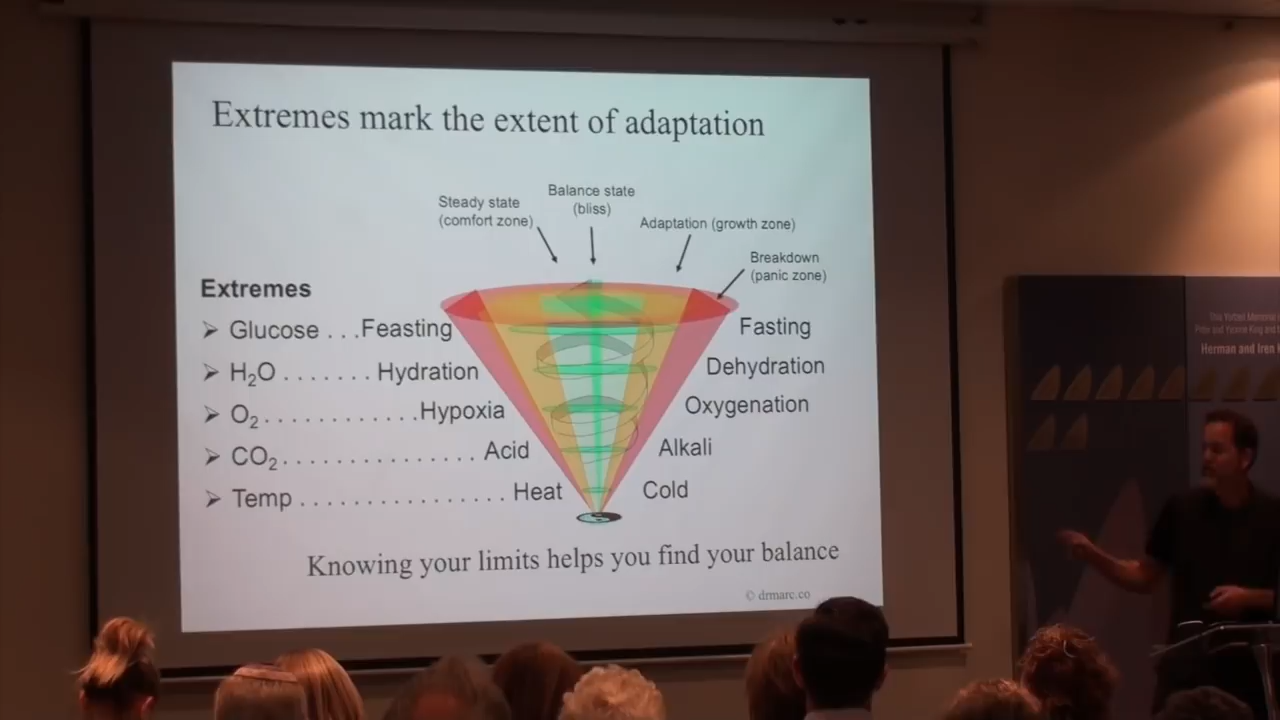 Extremes mark the extent of adaptation
Balance state
(bliss)
Steady state
(comfort zone)
Adaptation (growth zone)
Breakdown
(panic zone)
Extremes
➢ Glucose . . . Feasting Fasting
➢ H₂O . . . . . . . Hydration Dehydration
➢ O₂ . . . . . . . . . . . . Hypoxia Oxygenation
➢ CO₂ . . . . . . . . . . . . . . . Acid Alkali
➢ Temp . . . . . . . . . . . . . . . . . Heat Cold
Knowing your limits helps you find your balance
© drmarc.co
Herman and Iren